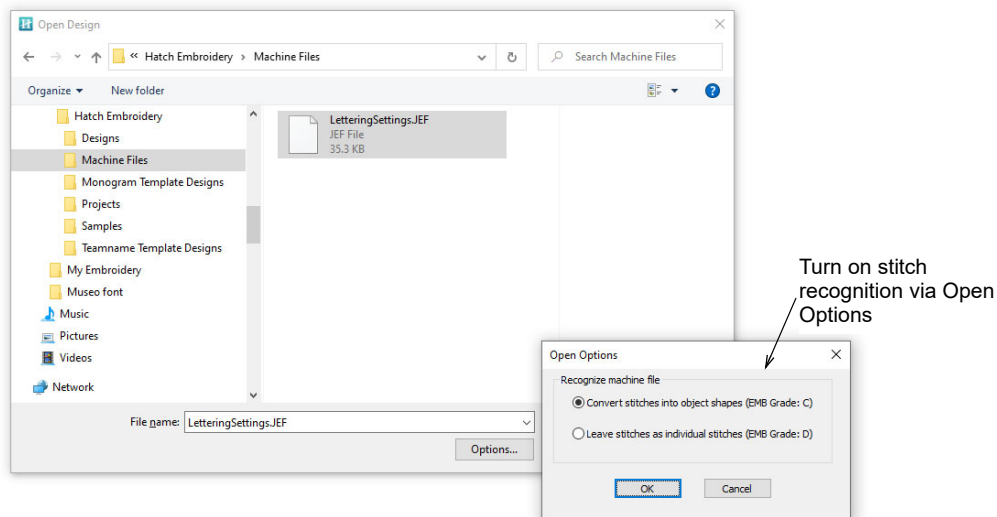 Open Design
« Hatch Embroidery › Machine Files
Search Machine Files
Organize
New folder
Hatch Embroidery
Designs
Machine Files
Monogram Template Designs
Projects
Samples
Teamname Template Designs
My Embroidery
Museo font
Music
Pictures
Videos
Network
LetteringSettings.JEF
JEF File
35.3 KB
File name: LetteringSettings.JEF
Options...
Turn on stitch
recognition via Open
Options
Open Options
Recognize machine file
Convert stitches into object shapes (EMB Grade: C)
Leave stitches as individual stitches (EMB Grade: D)
OK Cancel